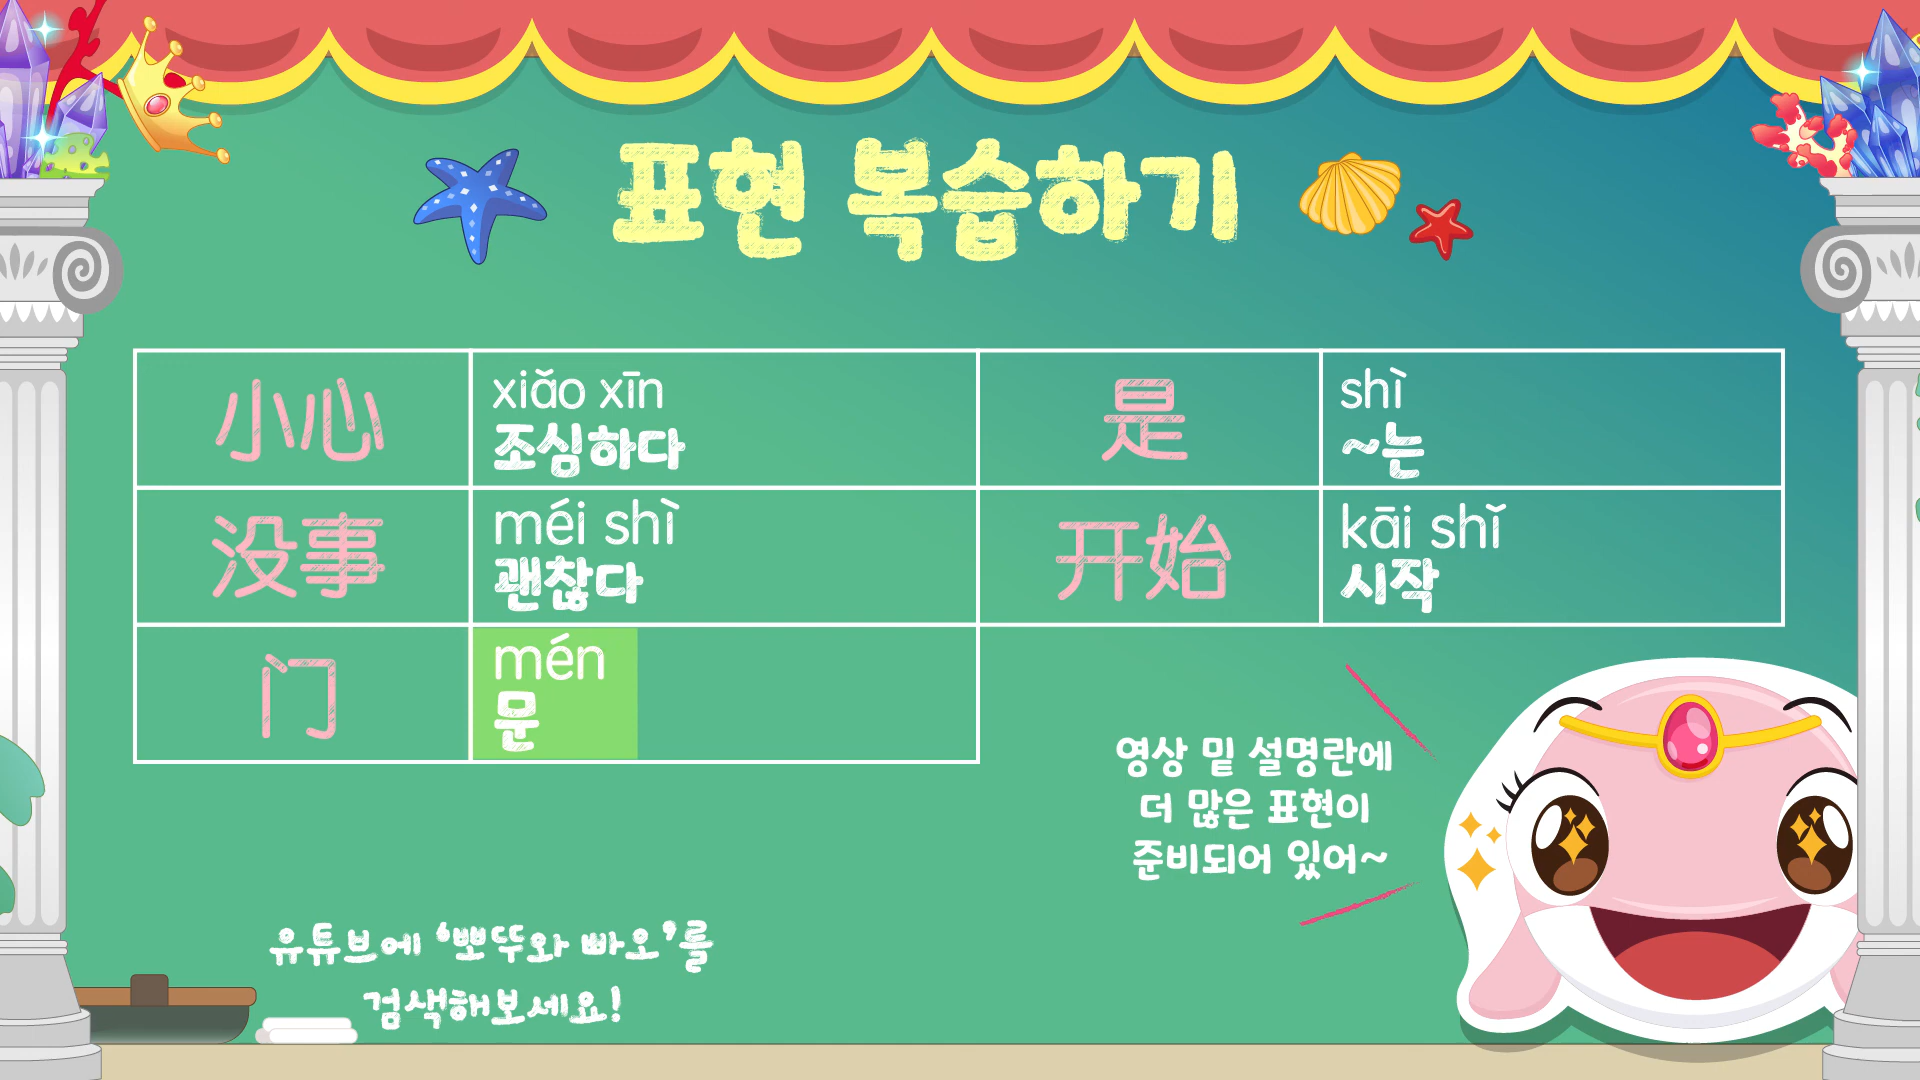 표현 복습하기
小心
xiǎo xīn
조심하다
是
shì
~는
没事
méi shì
괜찮다
开始
kāi shǐ
시작
门
mén
문
영상 밑 설명란에
더 많은 표현이
준비되어 있어~
유튜브에 ‘뽀뚜와 빠오’를
검색해보세요!